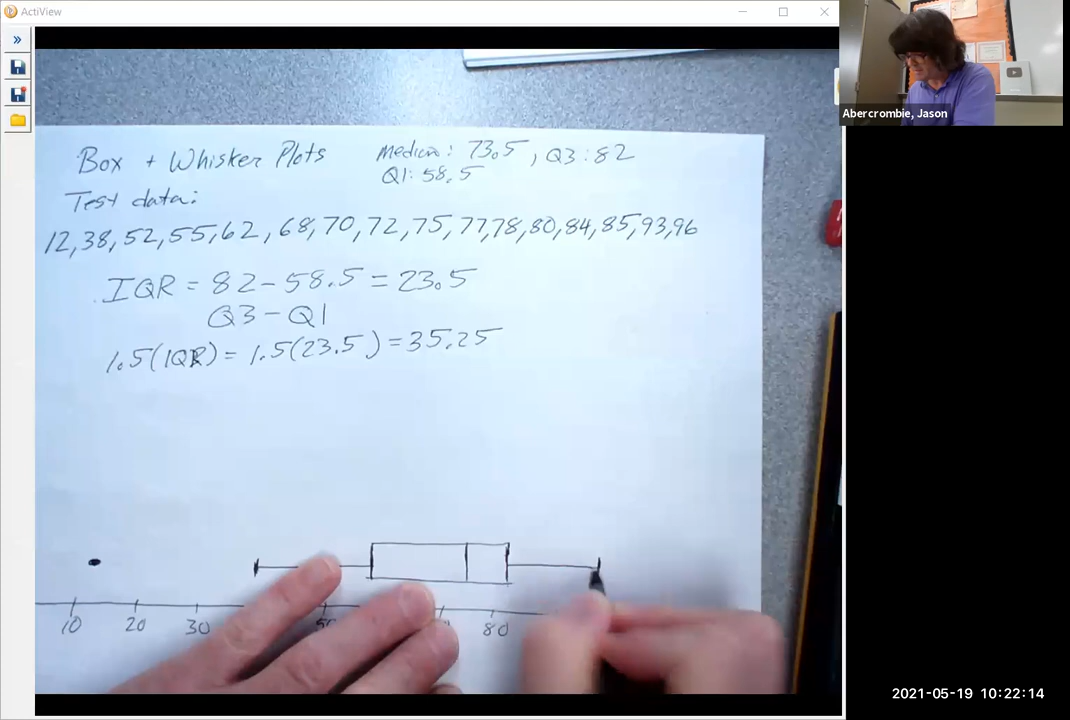 ActiView
Abercrombie, Jason
Box + Whisker Plots
Median: 73.5, Q3:82
Q1: 58.5
Test data:
12,38,52,55,62,68,70,72,75,77,78,80,84,85,93,96
IQR = 82-58.5 = 23.5
Q3-Q1
1.5(IQR) = 1.5(23.5) = 35.25
10 20 30 80
2021-05-19 10:22:14